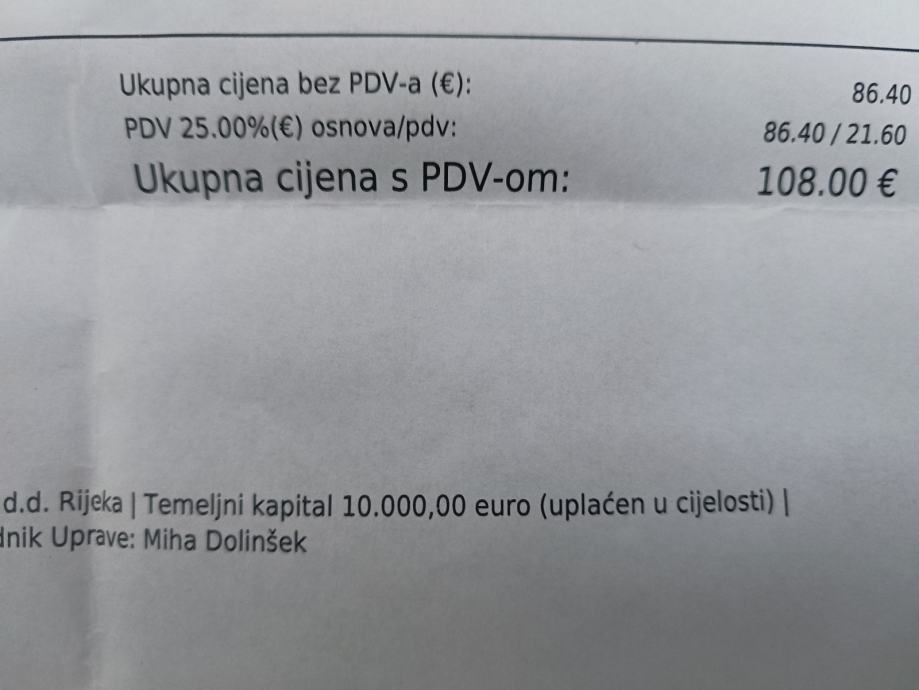 Ukupna cijena bez PDV-a (€): 86.40
PDV 25.00%(€) osnova/pdv: 86.40 / 21.60
Ukupna cijena s PDV-om: 108.00 €
d.d. Rijeka | Temeljni kapital 10.000,00 euro (uplaćen u cijelosti) |
dnik Uprave: Miha Dolinšek